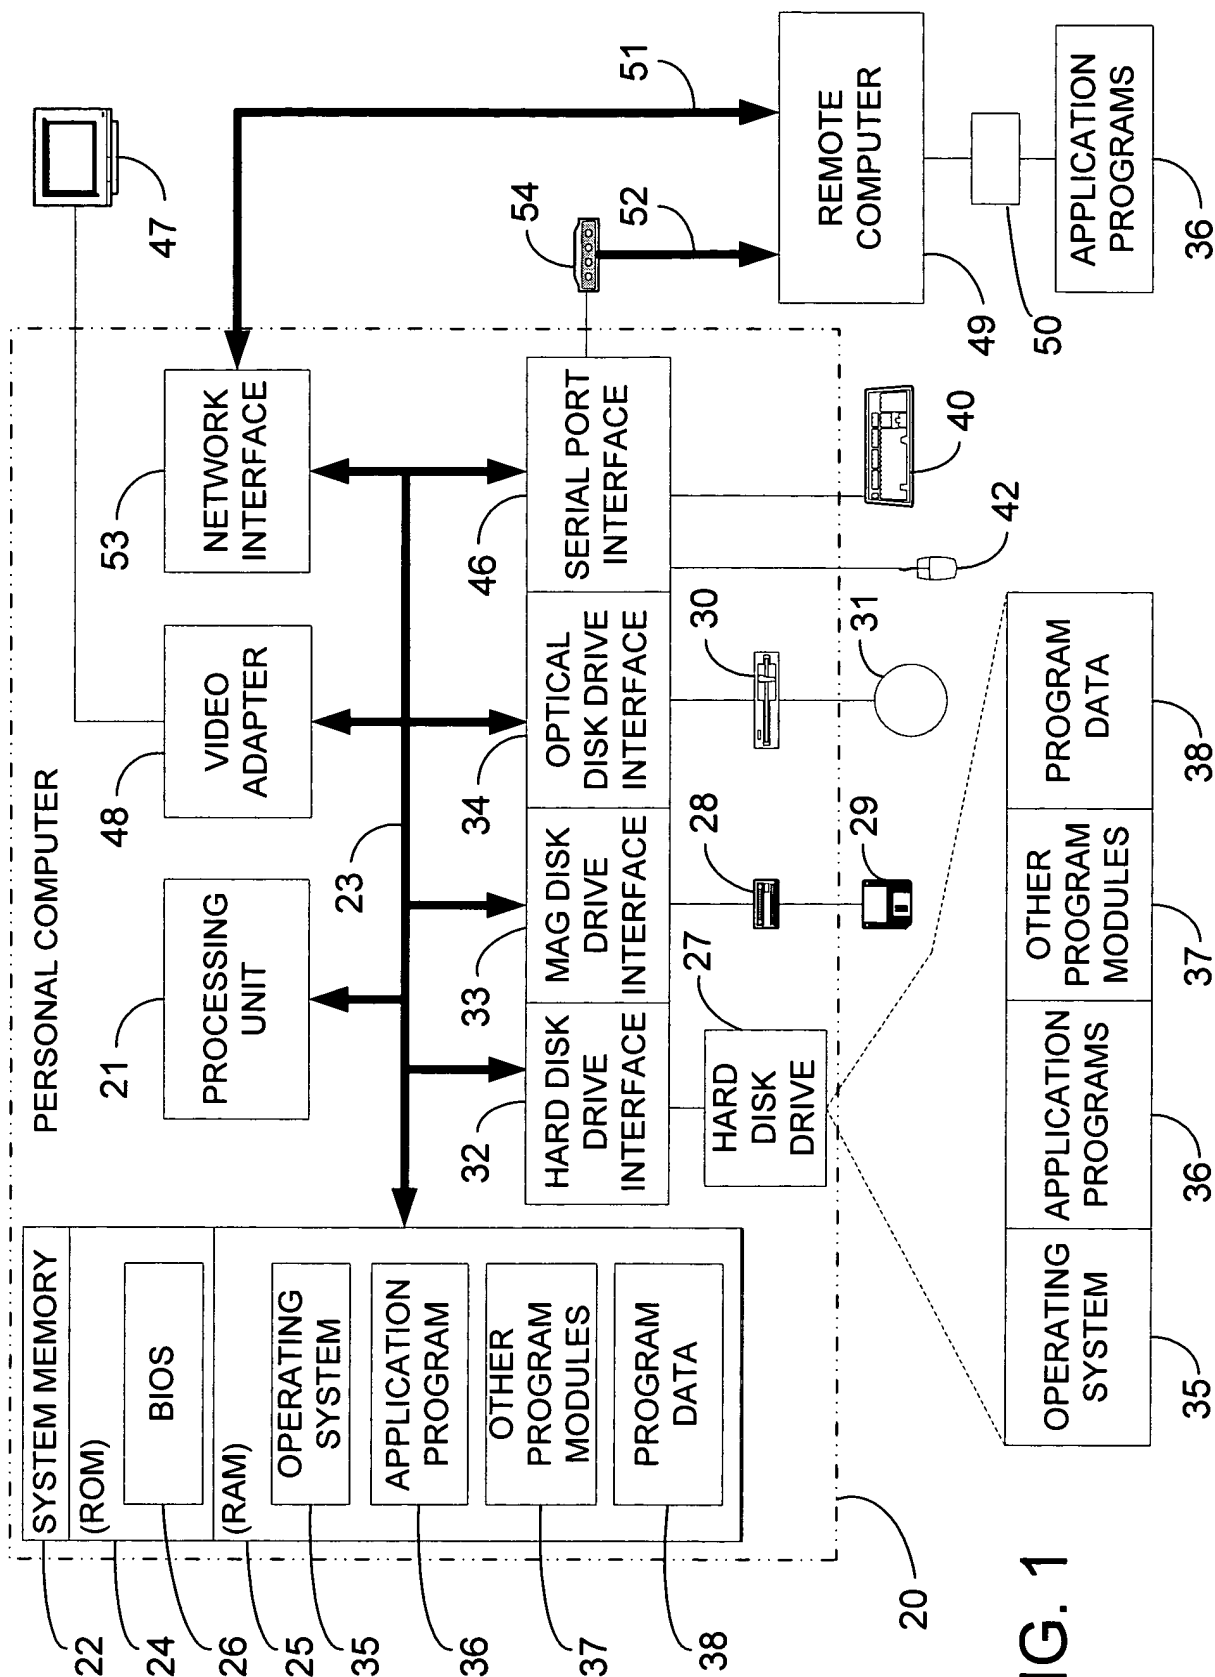 PERSONAL COMPUTER
22
SYSTEM MEMORY
24
(ROM)
26
BIOS
25
(RAM)
35
OPERATING
SYSTEM
36
APPLICATION
PROGRAM
37
OTHER
PROGRAM
MODULES
38
PROGRAM
DATA
21
PROCESSING
UNIT
48
VIDEO
ADAPTER
53
NETWORK
INTERFACE
47
23
32
HARD DISK
DRIVE
INTERFACE
33
MAG DISK
DRIVE
INTERFACE
34
OPTICAL
DISK DRIVE
INTERFACE
46
SERIAL PORT
INTERFACE
54
51
52
27
HARD
DISK
DRIVE
28
29
30
31
42
40
REMOTE
COMPUTER
49
50
APPLICATION
PROGRAMS
36
20
OPERATING
SYSTEM
35
APPLICATION
PROGRAMS
36
OTHER
PROGRAM
MODULES
37
PROGRAM
DATA
38
IG. 1